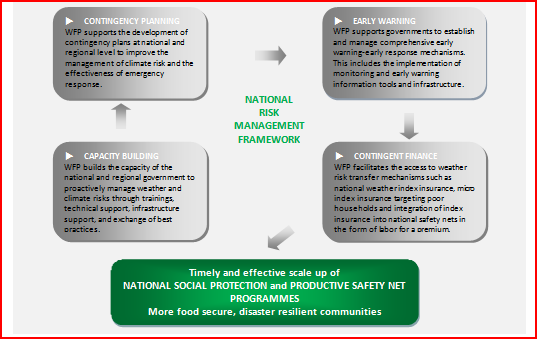 ► CONTINGENCY PLANNING
WFP supports the development of
contingency plans at national and
regional level to improve the
management of climate risk and the
effectiveness of emergency
response.
► EARLY WARNING
WFP supports governments to establish
and manage comprehensive early
warning-early response mechanisms.
This includes the implementation of
monitoring and early warning
information tools and infrastructure.
NATIONAL
RISK
MANAGEMENT
FRAMEWORK
► CAPACITY BUILDING
WFP builds the capacity of the
national and regional government to
proactively manage weather and
climate risks through trainings,
technical support, infrastructure
support, and exchange of best
practices.
► CONTINGENT FINANCE
WFP facilitates the access to weather
risk transfer mechanisms such as
national weather index insurance, micro
index insurance targeting poor
households and integration of index
insurance into national safety nets in
the form of labor for a premium.
Timely and effective scale up of
NATIONAL SOCIAL PROTECTION and PRODUCTIVE SAFETY NET
PROGRAMMES
More food secure, disaster resilient communities